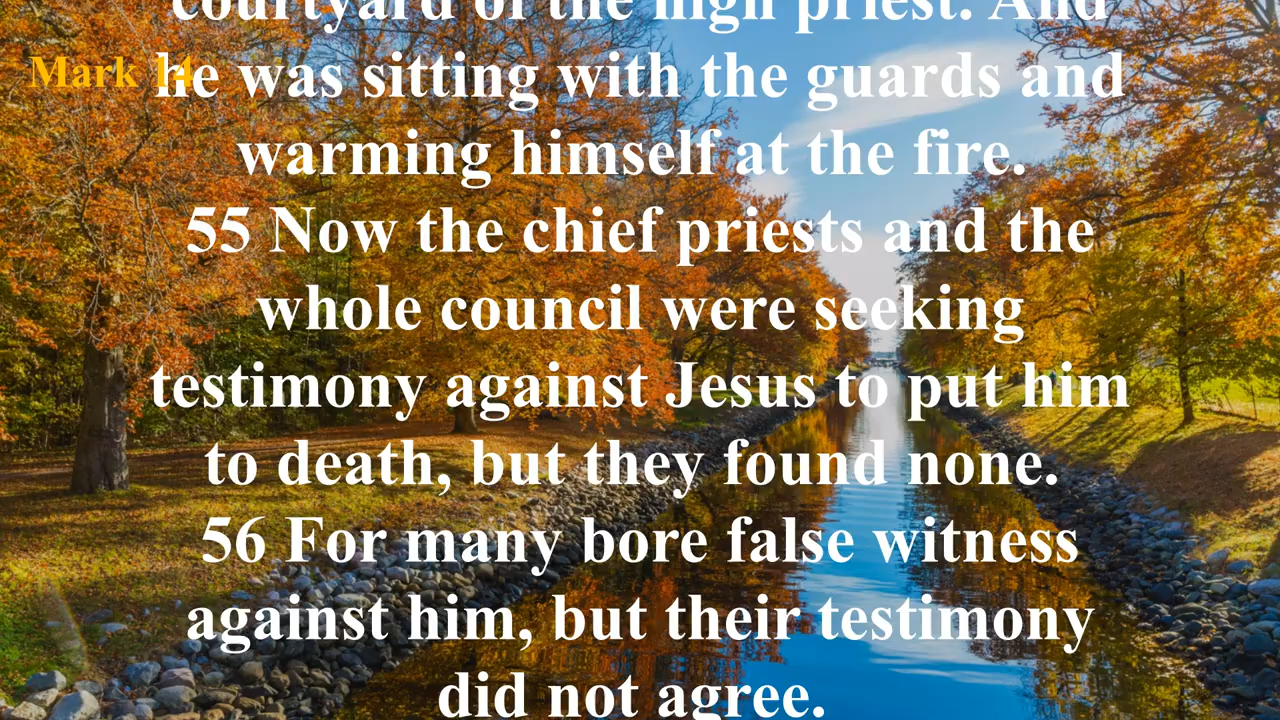 courtyard of the high priest. And
Mark 14
he was sitting with the guards and
warming himself at the fire.
55 Now the chief priests and the
whole council were seeking
testimony against Jesus to put him
to death, but they found none.
56 For many bore false witness
against him, but their testimony
did not agree.